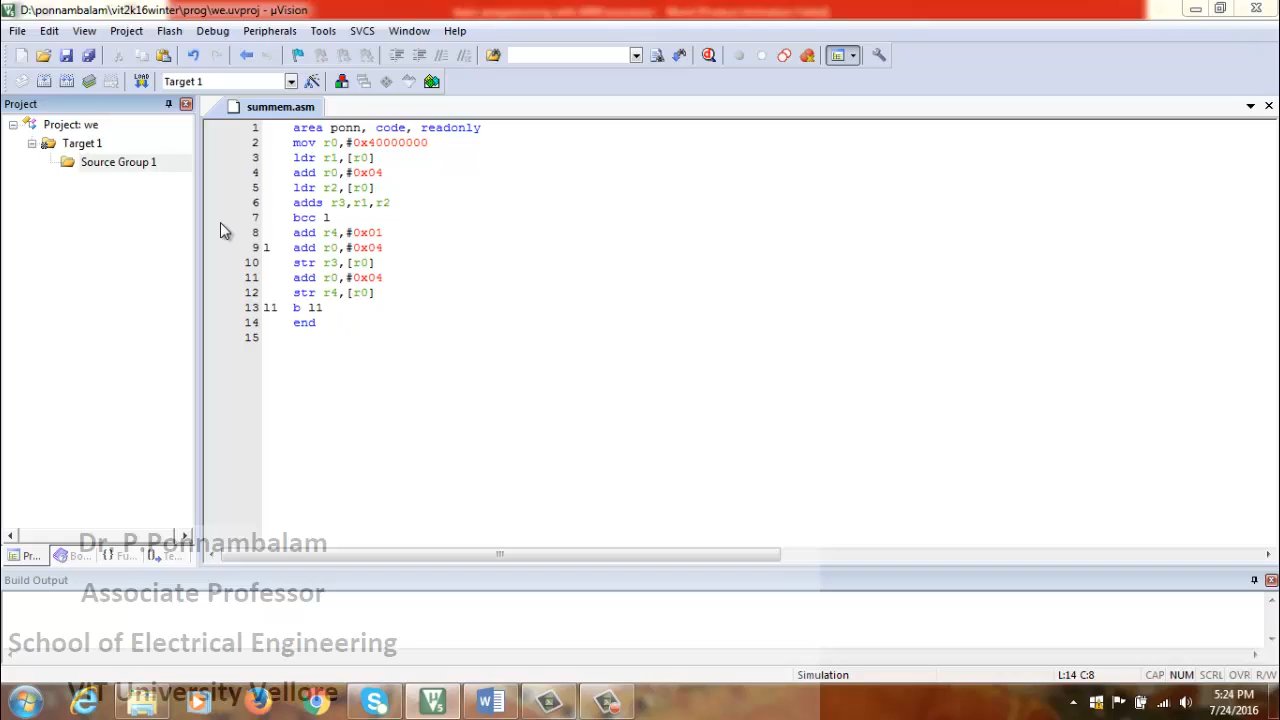 D:\ponnambalam\vit2k16winter\prog\we.uvproj - µVision
File Edit View Project Flash Debug Peripherals Tools SVCS Window Help
LOAD Target 1
Project
summem.asm
Project: we
Target 1
Source Group 1
1 area ponn, code, readonly
2 mov r0,#0x40000000
3 ldr r1,[r0]
4 add r0,#0x04
5 ldr r2,[r0]
6 adds r3,r1,r2
7 bcc l
8 add r4,#0x01
9 l add r0,#0x04
10 str r3,[r0]
11 add r0,#0x04
12 str r4,[r0]
13 l1 b l1
14 end
15
Pr... Bo... {} Fu... Te...
Build Output
Dr. P Ponnambalam
Associate Professor
School of Electrical Engineering
VIT University Vellore
Simulation L:14 C:8 CAP NUM SCRL OVR R/W
5:24 PM
7/24/2016